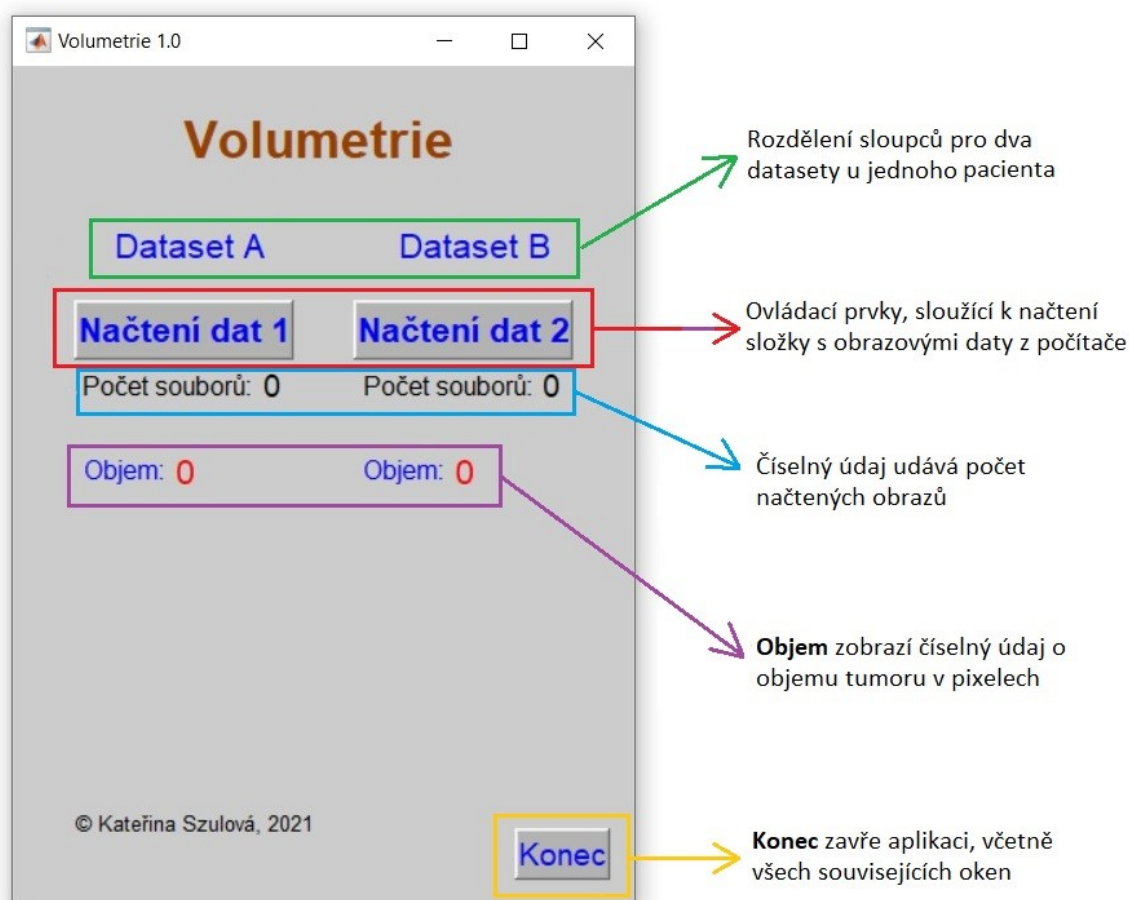 Volumetrie 1.0
Volumetrie
Dataset A Dataset B
Načtení dat 1 Načtení dat 2
Počet souborů: 0 Počet souborů: 0
Objem: 0 Objem: 0
© Kateřina Szulová, 2021
Konec
Rozdělení sloupců pro dva
datasety u jednoho pacienta
Ovládací prvky, sloužící k načtení
složky s obrazovými daty z počítače
Číselný údaj udává počet
načtených obrazů
Objem zobrazí číselný údaj o
objemu tumoru v pixelech
Konec zavře aplikaci, včetně
všech souvisejících oken